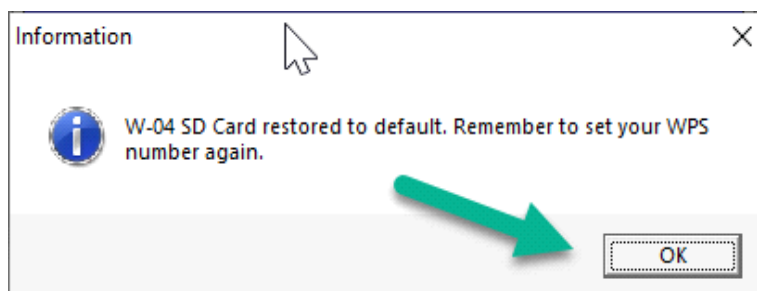 Information
W-04 SD Card restored to default. Remember to set your WPS
number again.
OK